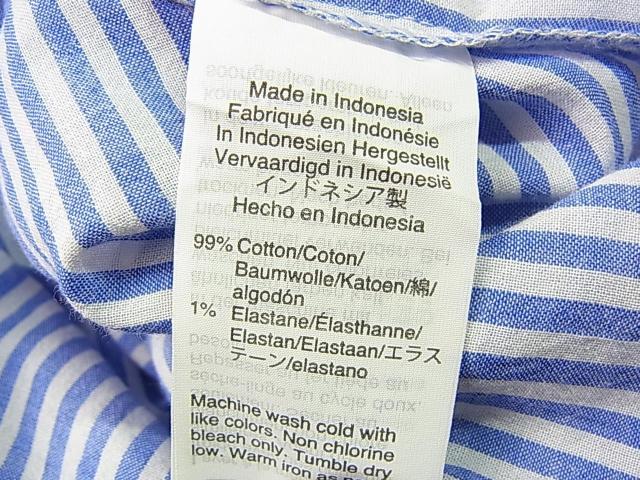 Made in Indonesia
Fabriqué en Indonésie
In Indonesien Hergestellt
Vervaardigd in Indonesië
インドネシア製
Hecho en Indonesia
99% Cotton/Coton/
Baumwolle/Katoen/綿/
algodón
1% Elastane/Élasthanne/
Elastan/Elastaan/エラス
テーン/elastano
Machine wash cold with
like colors. Non chlorine
bleach only. Tumble dry
low. Warm iron as